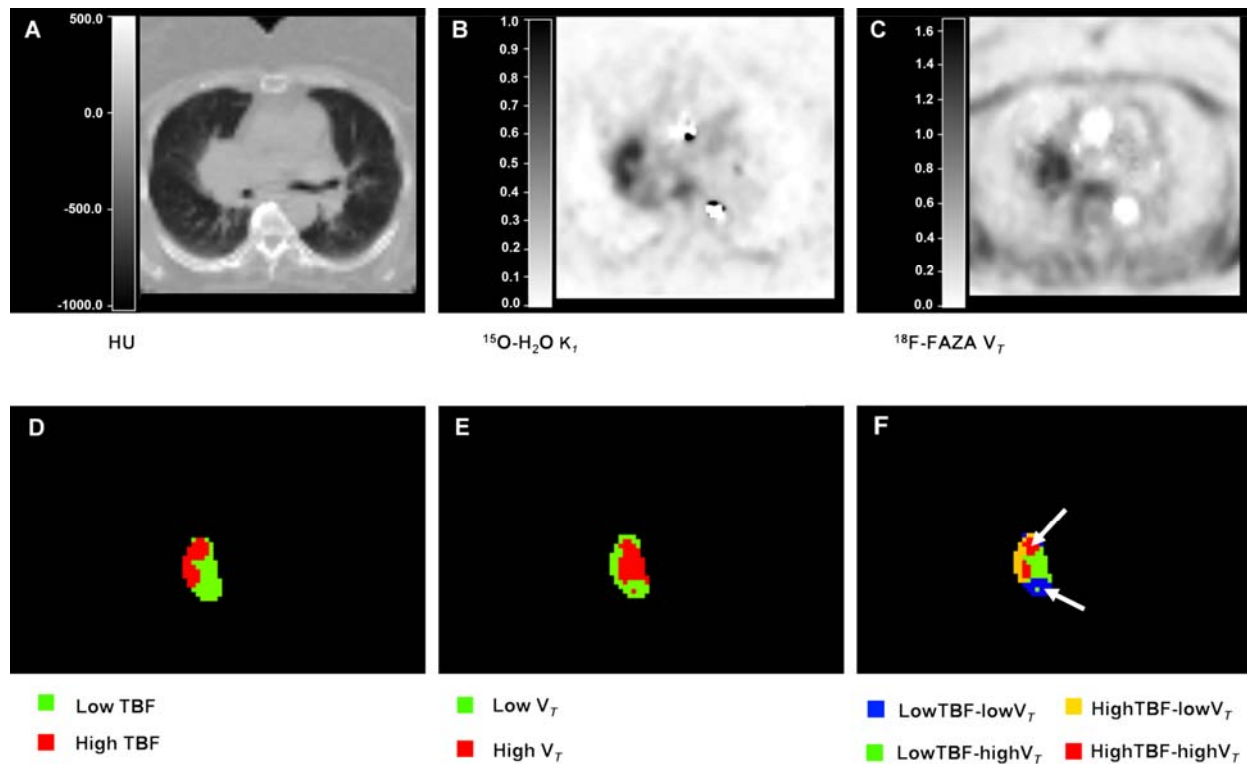 A
500.0
0.0
-500.0
-1000.0
HU
B
1.0
0.9
0.8
0.7
0.6
0.5
0.4
0.3
0.2
0.1
0.0
¹⁵O-H₂O K₁
C
1.6
1.4
1.2
1.0
0.8
0.6
0.4
0.2
0.0
¹⁸F-FAZA V_T
D
Low TBF
High TBF
E
Low V_T
High V_T
F
LowTBF-lowV_T
HighTBF-lowV_T
LowTBF-highV_T
HighTBF-highV_T